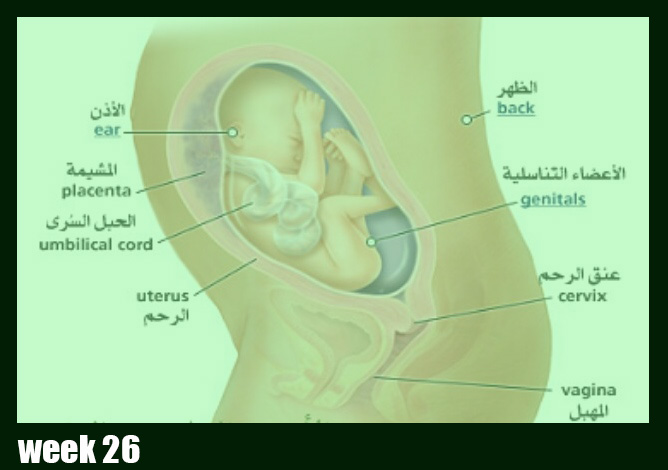 الظهر
back
الأذن
ear
المشيمة
placenta
الأعضاء التناسلية
genitals
الحبل السرى
umbilical cord
عنق الرحم
cervix
uterus
الرحم
vagina
المهبل
week 26